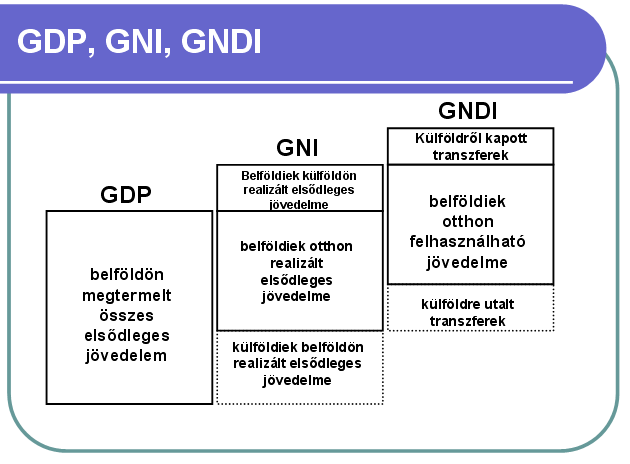 GDP, GNI, GNDI
GDP
belföldön
megtermelt
összes
elsődleges
jövedelem
GNI
Belföldiek külföldön
realizált elsődleges
jövedelme
belföldiek otthon
realizált
elsődleges
jövedelme
külföldiek belföldön
realizált elsődleges
jövedelme
GNDI
Külföldről kapott
transzferek
belföldiek
otthon
felhasználható
jövedelme
külföldre utalt
transzferek